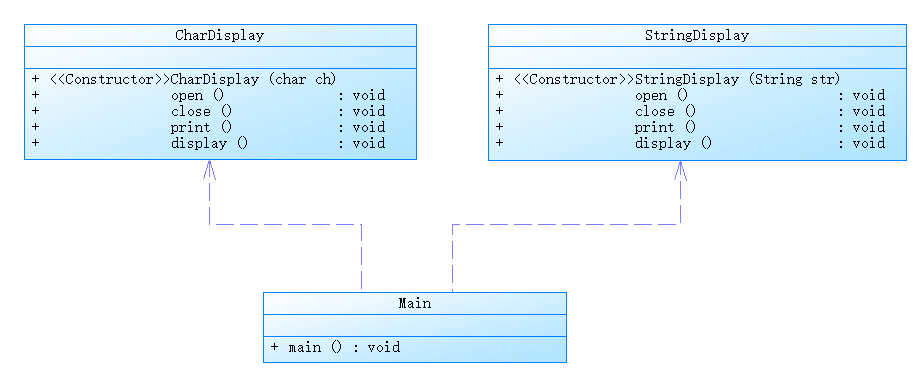 CharDisplay
+ <<Constructor>>CharDisplay (char ch)
+ open () : void
+ close () : void
+ print () : void
+ display () : void
StringDisplay
+ <<Constructor>>StringDisplay (String str)
+ open () : void
+ close () : void
+ print () : void
+ display () : void
Main
+ main () : void